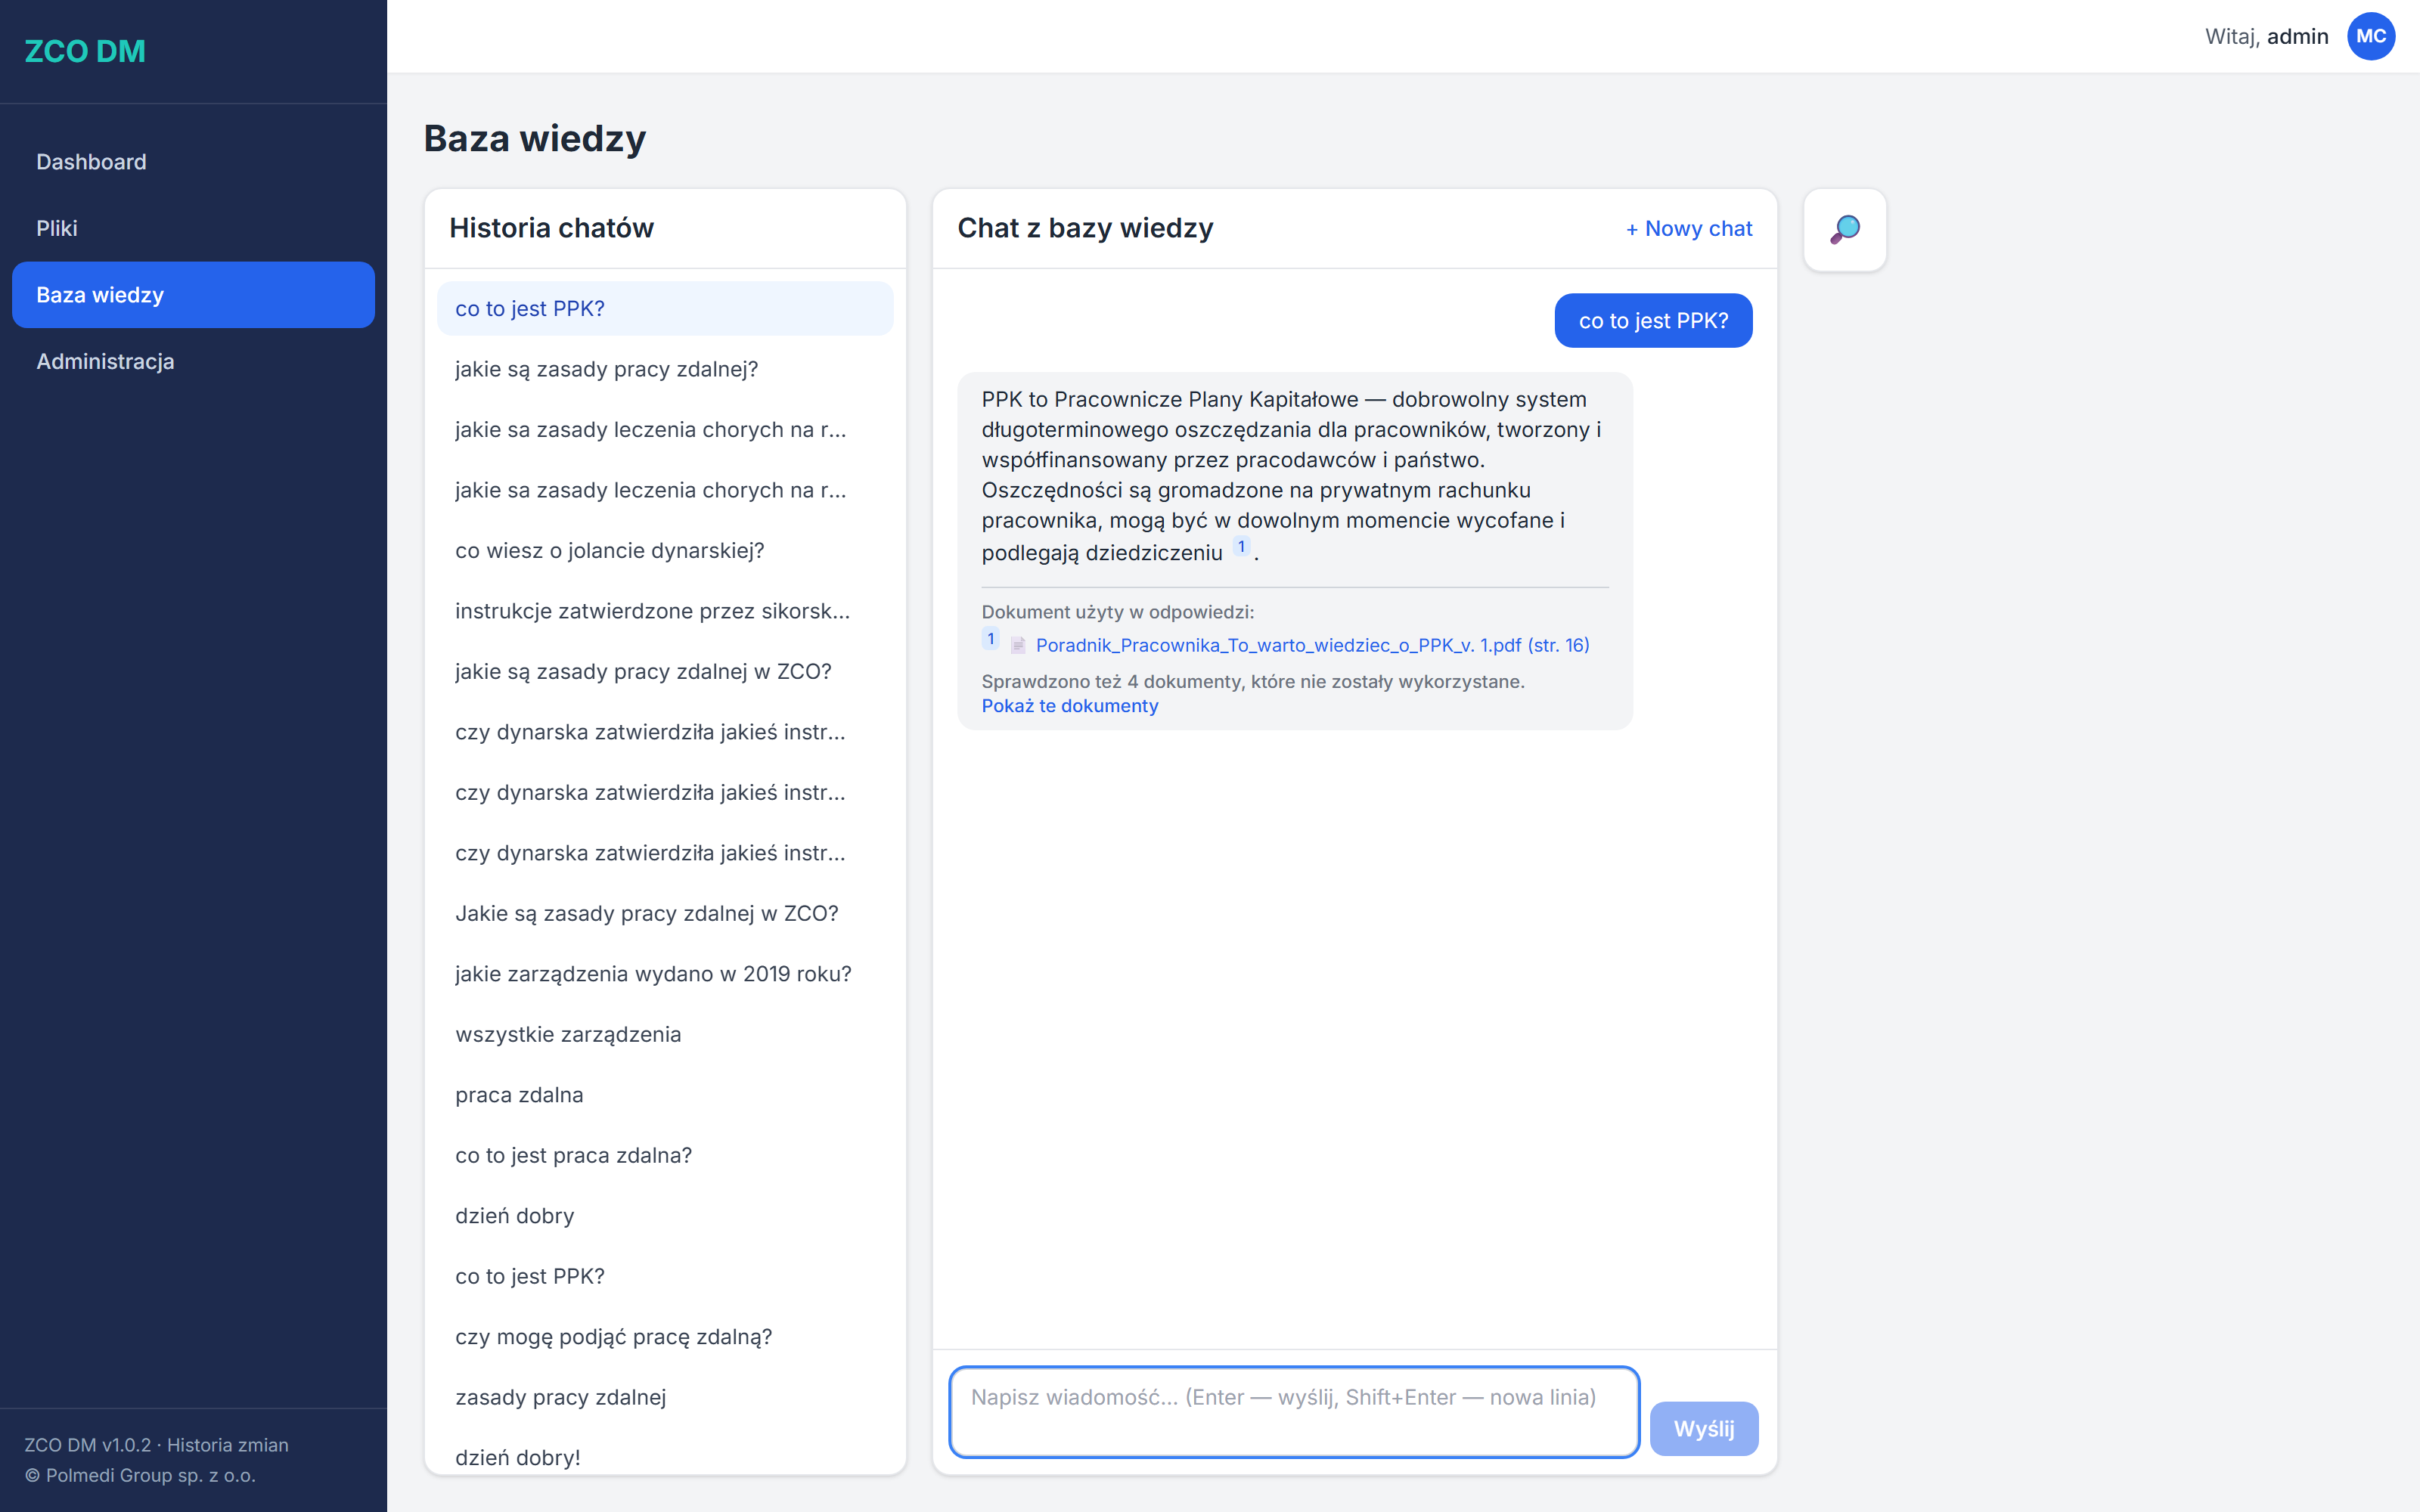 ZCO DM
Dashboard
Pliki
Baza wiedzy
Administracja
ZCO DM v1.0.2 · Historia zmian
© Polmedi Group sp. z o.o.
Witaj, admin
MC
Baza wiedzy
Historia chatów
co to jest PPK?
jakie są zasady pracy zdalnej?
jakie sa zasady leczenia chorych na r...
jakie sa zasady leczenia chorych na r...
co wiesz o jolancie dynarskiej?
instrukcje zatwierdzone przez sikorsk...
jakie są zasady pracy zdalnej w ZCO?
czy dynarska zatwierdziła jakieś instr...
czy dynarska zatwierdziła jakieś instr...
czy dynarska zatwierdziła jakieś instr...
Jakie są zasady pracy zdalnej w ZCO?
jakie zarządzenia wydano w 2019 roku?
wszystkie zarządzenia
praca zdalna
co to jest praca zdalna?
dzień dobry
co to jest PPK?
czy mogę podjąć pracę zdalną?
zasady pracy zdalnej
dzień dobry!
Chat z bazy wiedzy
+ Nowy chat
co to jest PPK?
PPK to Pracownicze Plany Kapitałowe — dobrowolny system
długoterminowego oszczędzania dla pracowników, tworzony i
współfinansowany przez pracodawców i państwo.
Oszczędności są gromadzone na prywatnym rachunku
pracownika, mogą być w dowolnym momencie wycofane i
podlegają dziedziczeniu 1 .
Dokument użyty w odpowiedzi:
1 Poradnik_Pracownika_To_warto_wiedziec_o_PPK_v. 1.pdf (str. 16)
Sprawdzono też 4 dokumenty, które nie zostały wykorzystane.
Pokaż te dokumenty
Napisz wiadomość... (Enter — wyślij, Shift+Enter — nowa linia)
Wyślij